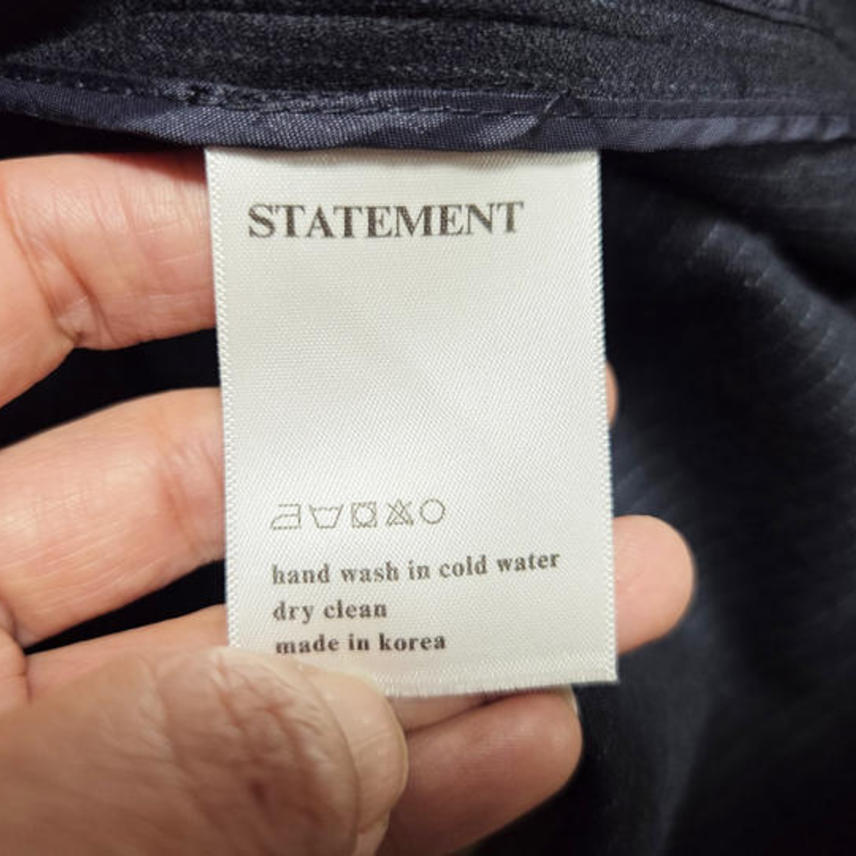 STATEMENT
hand wash in cold water
dry clean
made in korea